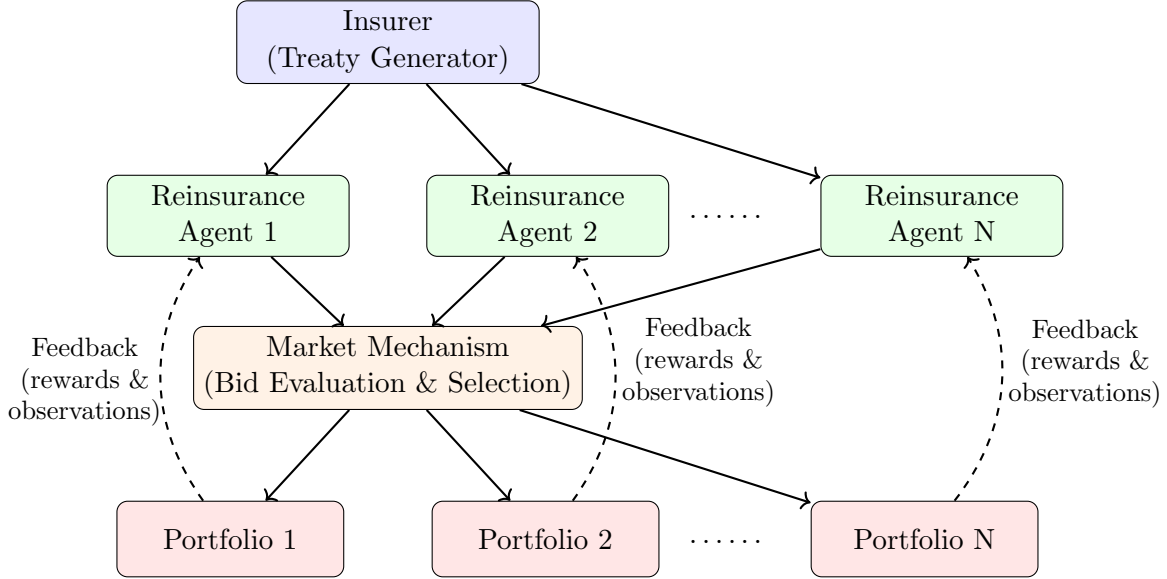 Insurer
(Treaty Generator)
Reinsurance
Agent 1
Reinsurance
Agent 2
......
Reinsurance
Agent N
Feedback
(rewards &
observations)
Market Mechanism
(Bid Evaluation & Selection)
Feedback
(rewards &
observations)
Feedback
(rewards &
observations)
Portfolio 1
Portfolio 2
......
Portfolio N